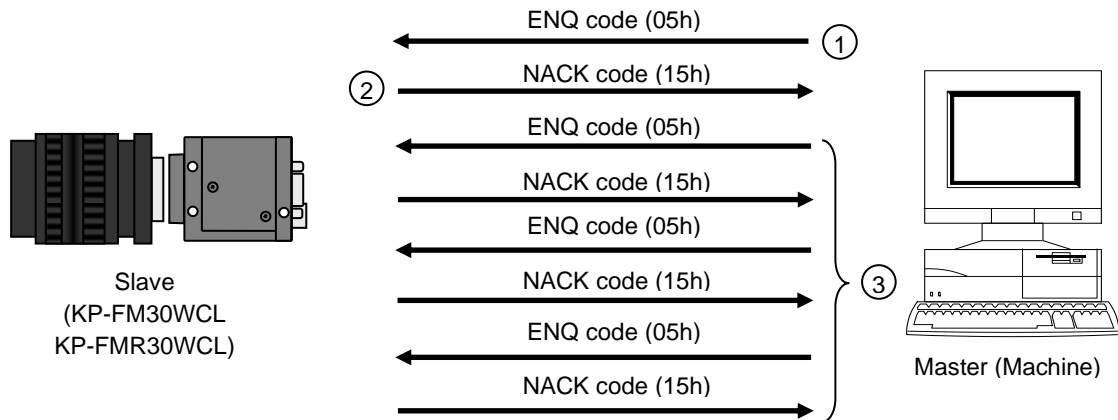 ENQ code (05h)
①
NACK code (15h)
②
ENQ code (05h)
NACK code (15h)
ENQ code (05h)
NACK code (15h)
③
ENQ code (05h)
NACK code (15h)
Slave
(KP-FM30WCL
KP-FMR30WCL)
Master (Machine)